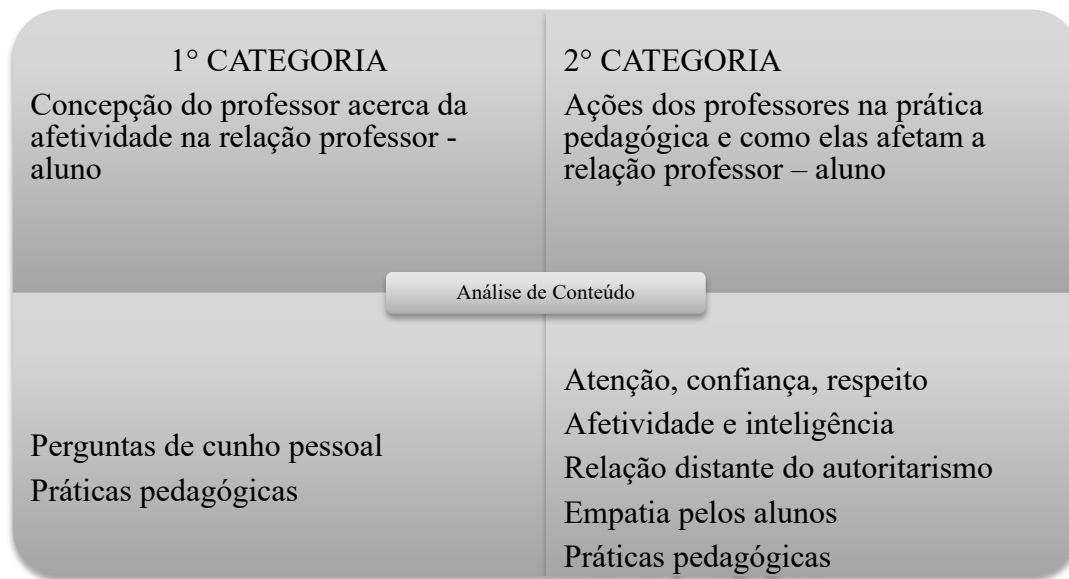 1° CATEGORIA
Concepção do professor acerca da
afetividade na relação professor -
aluno
2° CATEGORIA
Ações dos professores na prática
pedagógica e como elas afetam a
relação professor – aluno
Análise de Conteúdo
Perguntas de cunho pessoal
Práticas pedagógicas
Atenção, confiança, respeito
Afetividade e inteligência
Relação distante do autoritarismo
Empatia pelos alunos
Práticas pedagógicas